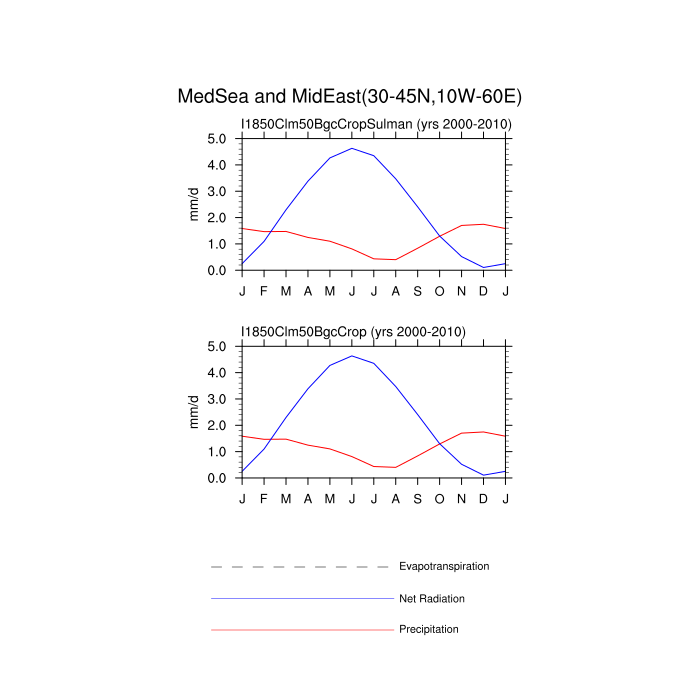 MedSea and MidEast(30-45N,10W-60E)
I1850Clm50BgcCropSulman (yrs 2000-2010)
5.0
4.0
3.0
2.0
1.0
0.0
mm/d
J F M A M J J A S O N D J
I1850Clm50BgcCrop (yrs 2000-2010)
5.0
4.0
3.0
2.0
1.0
0.0
mm/d
J F M A M J J A S O N D J
Evapotranspiration
Net Radiation
Precipitation